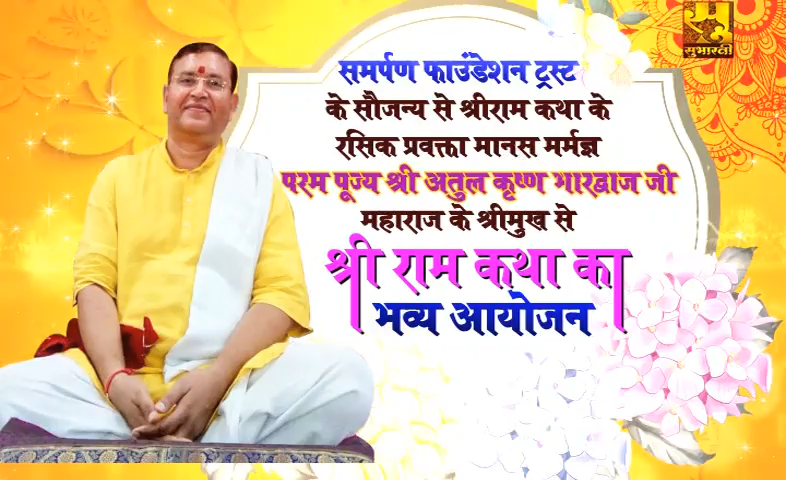 सुभारती
समर्पण फाउंडेशन ट्रस्ट
के सौजन्य से श्रीराम कथा के
रसिक प्रवक्ता मानस मर्मज्ञ
परम पूज्य श्री अतुल कृष्ण भारद्वाज जी
महाराज के श्रीमुख से
श्री राम कथा का
भव्य आयोजन